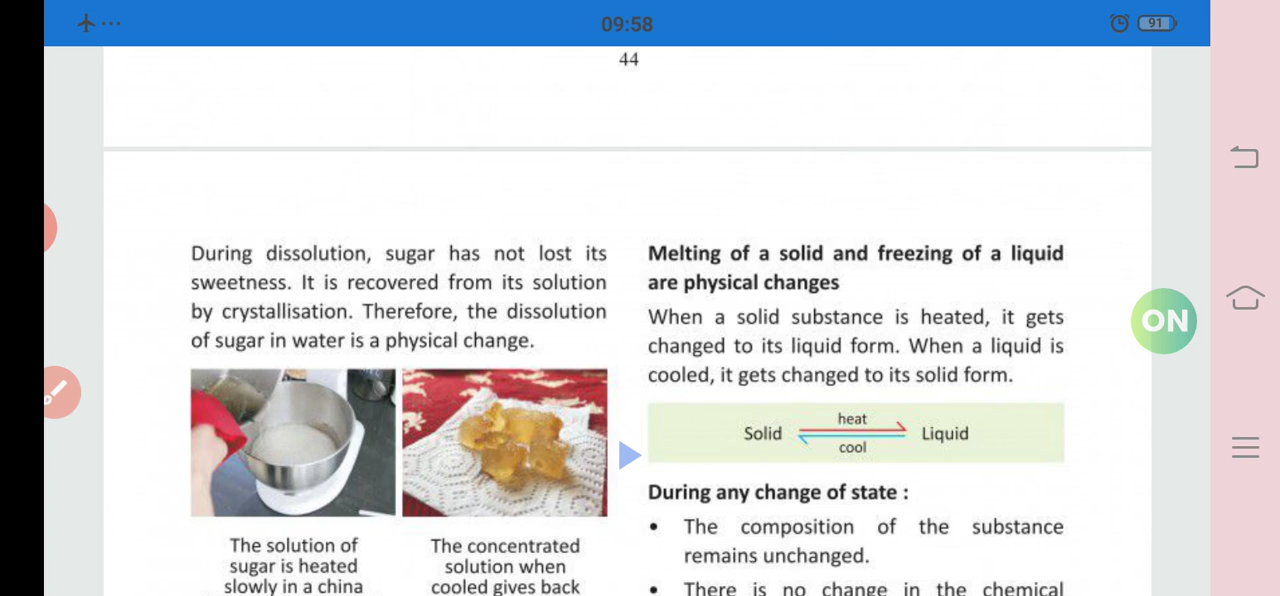 09:58
91
44
During dissolution, sugar has not lost its
sweetness. It is recovered from its solution
by crystallisation. Therefore, the dissolution
of sugar in water is a physical change.
The solution of
sugar is heated
slowly in a china
The concentrated
solution when
cooled gives back
Melting of a solid and freezing of a liquid
are physical changes
When a solid substance is heated, it gets
changed to its liquid form. When a liquid is
cooled, it gets changed to its solid form.
heat
Solid Liquid
cool
During any change of state :
• The composition of the substance
remains unchanged.
• There is no change in the chemical
ON